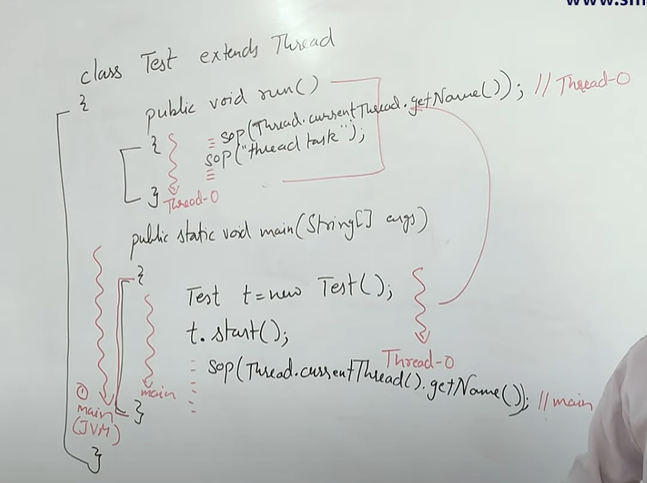 class Test extends Thread
{
public void run()
{
sop(Thread.currentThread.getName()); // Thread-0
sop("thread task");
} Thread-0
public static void main(String[] args)
{
Test t=new Test();
t.start();
Thread-0
sop(Thread.currentThread().getName()); // main
main
}
① main
(JVM)
}